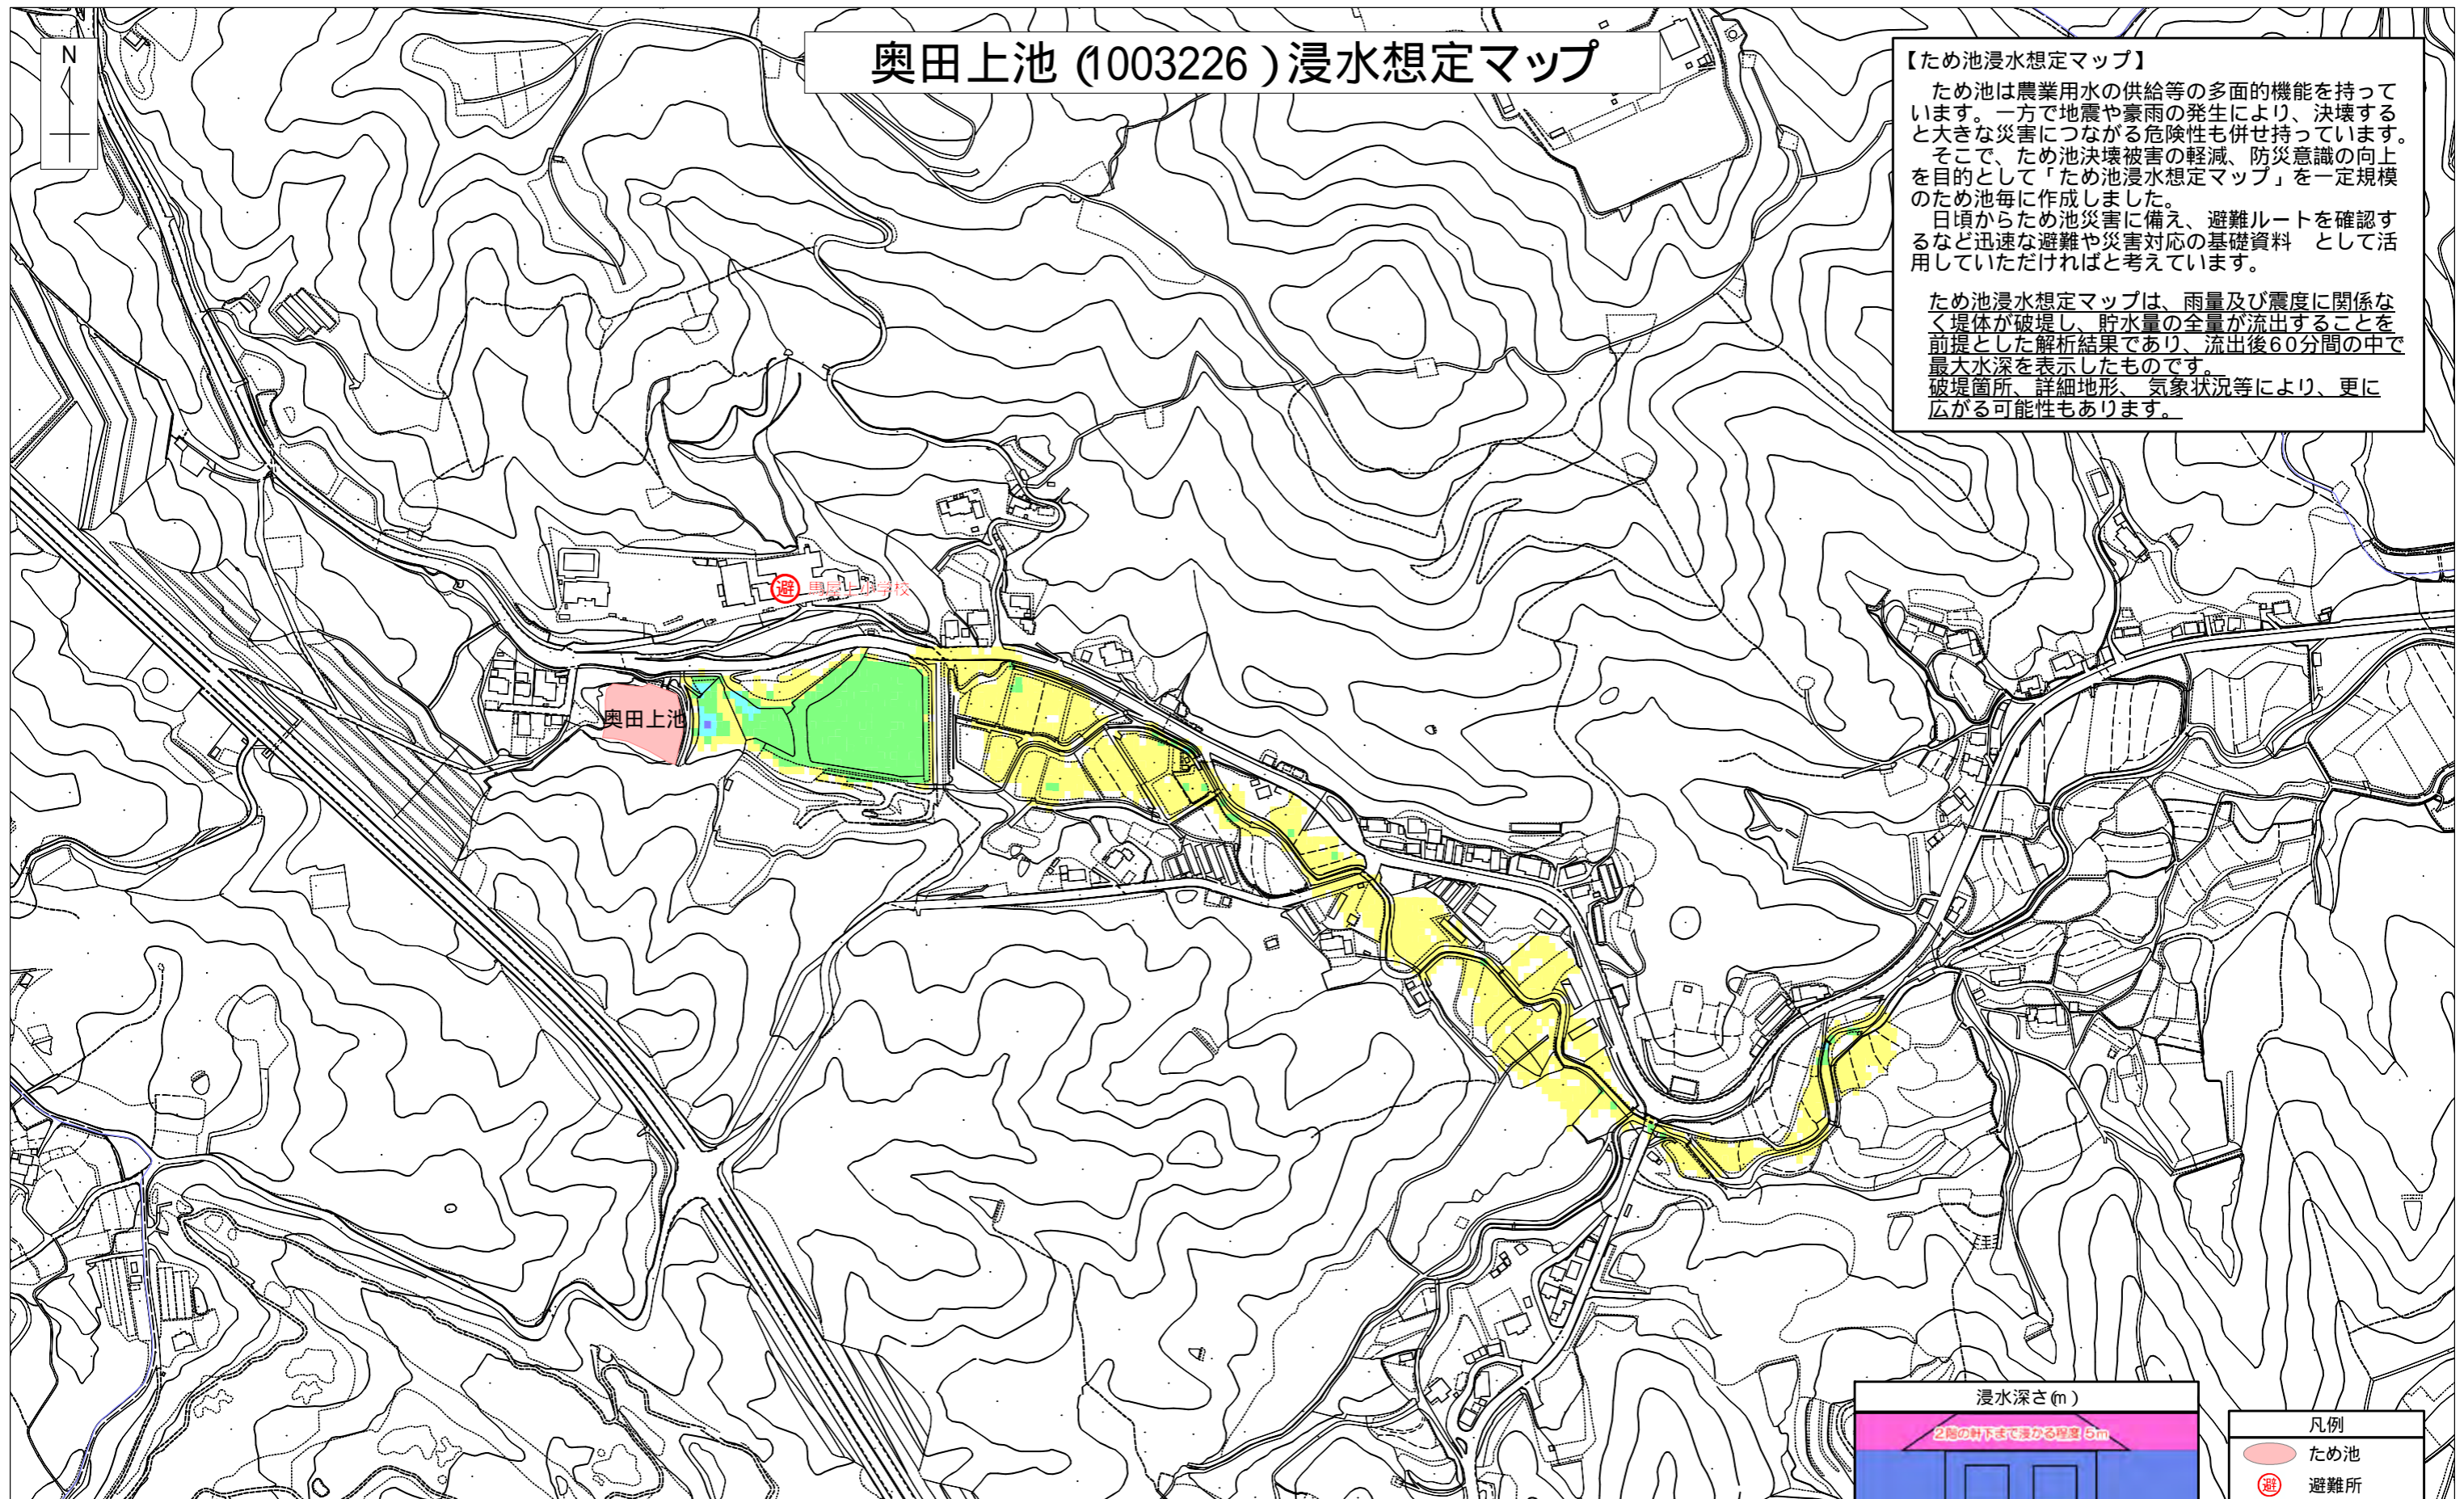 奥田上池 (1003226 ) 浸水想定マップ
N
【ため池浸水想定マップ】
ため池は農業用水の供給等の多面的機能を持って
います。一方で地震や豪雨の発生により、決壊する
と大きな災害につながる危険性も併せ持っています。
そこで、ため池決壊被害の軽減、防災意識の向上
を目的として「ため池浸水想定マップ」を一定規模
のため池毎に作成しました。
日頃からため池災害に備え、避難ルートを確認す
るなど迅速な避難や災害対応の基礎資料　として活
用していただければと考えています。
ため池浸水想定マップは、雨量及び震度に関係な
く堤体が破堤し、貯水量の全量が流出することを
前提とした解析結果であり、流出後60分間の中で
最大水深を表示したものです。
破堤箇所、詳細地形、 気象状況等により、更に
広がる可能性もあります。
避 馬屋上小学校
奥田上池
浸水深さ(m)
2階の軒下まで浸かる程度 5m
凡例
ため池
避 避難所